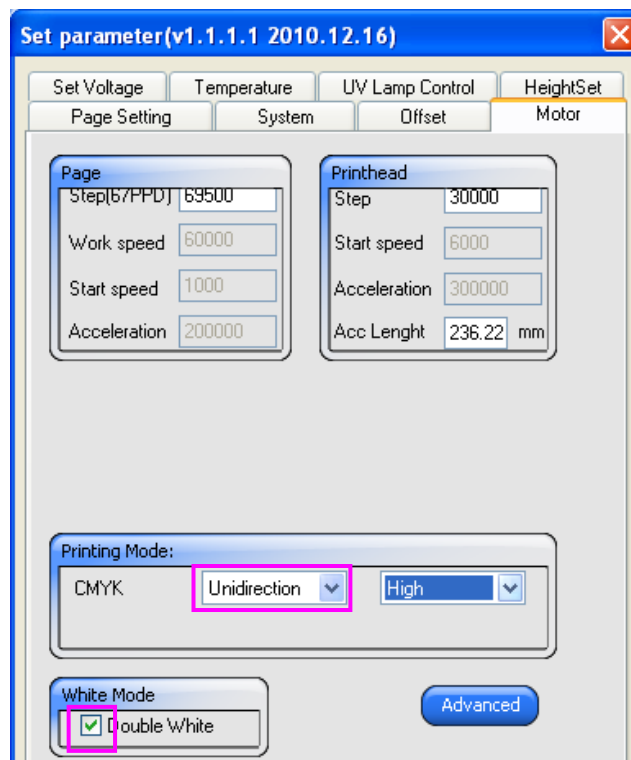 Set parameter(v1.1.1.1 2010.12.16)
Set Voltage Temperature UV Lamp Control HeightSet
Page Setting System Offset Motor
Page
Step(67PPD) 69500
Work speed 60000
Start speed 1000
Acceleration 200000
Printhead
Step 30000
Start speed 6000
Acceleration 300000
Acc Lenght 236.22 mm
Printing Mode:
CMYK Unidirection High
White Mode
Double White
Advanced